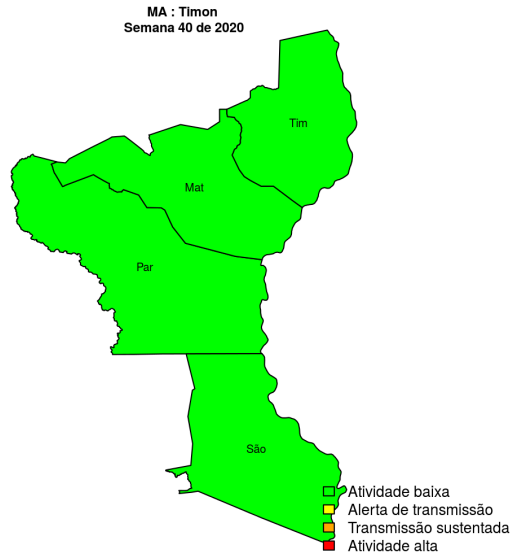 MA : Timon
Semana 40 de 2020
Tim
Mat
Par
São
Atividade baixa
Alerta de transmissão
Transmissão sustentada
Atividade alta